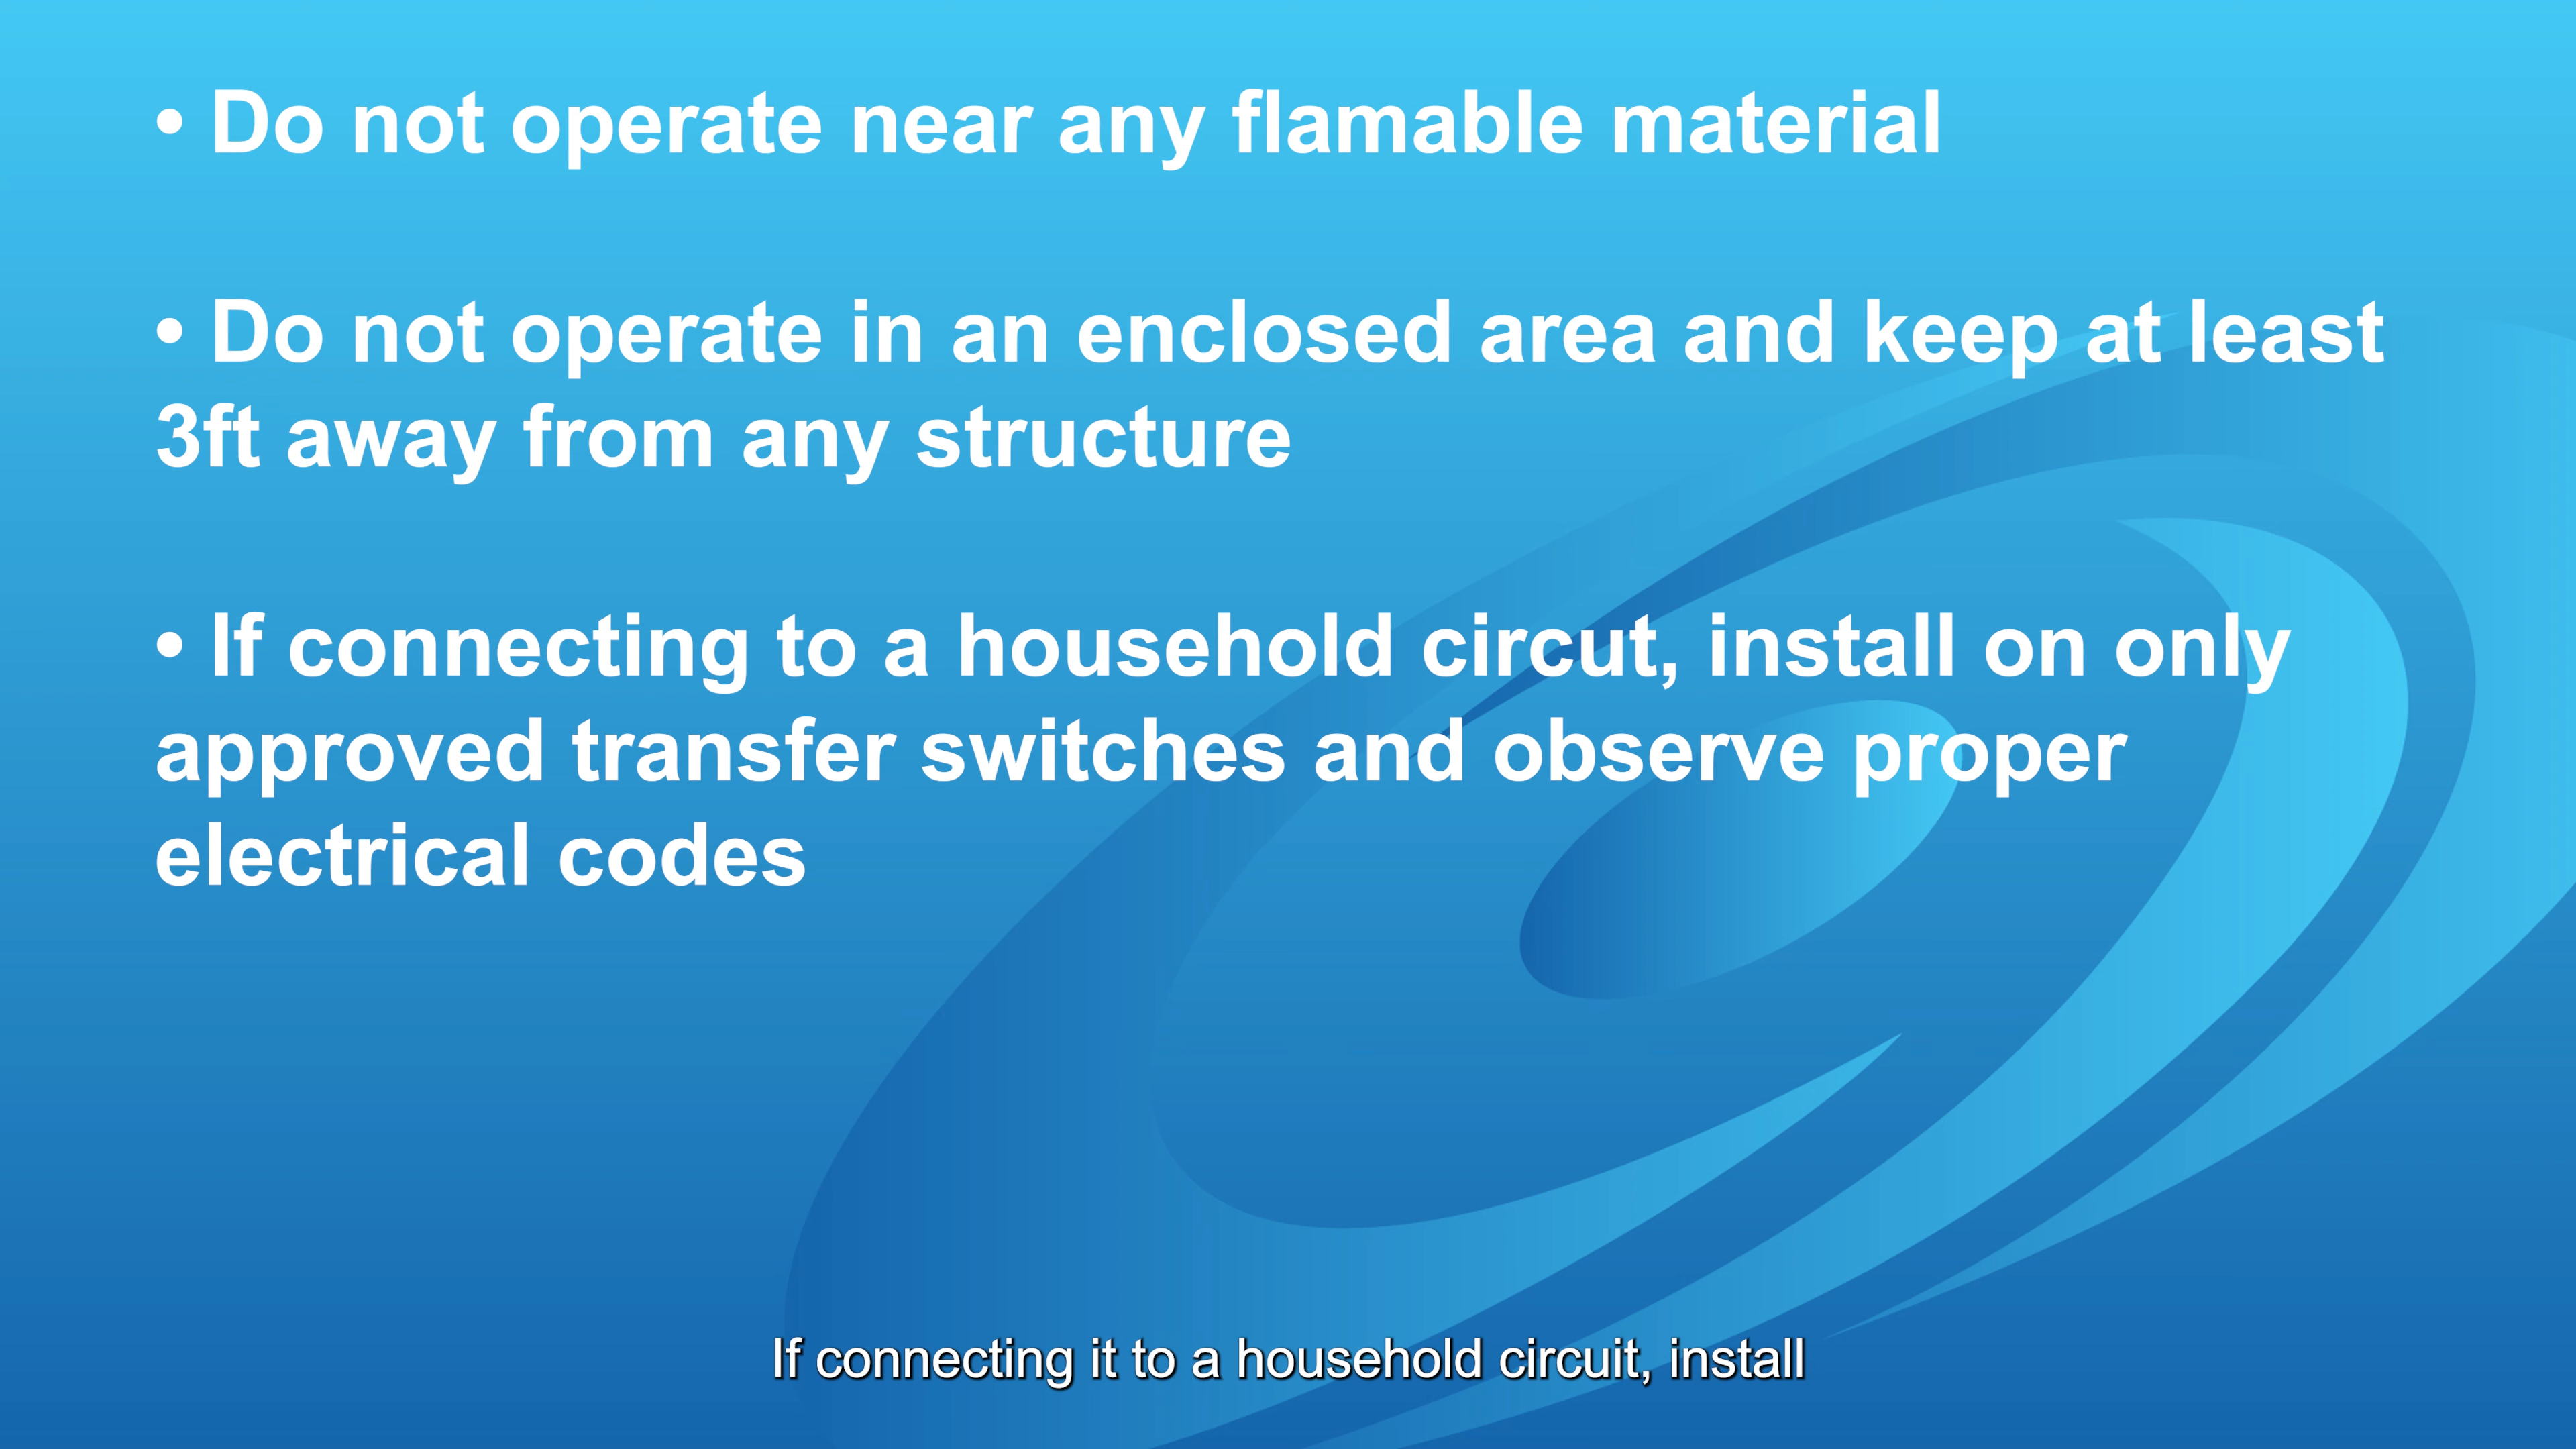 • Do not operate near any flamable material
• Do not operate in an enclosed area and keep at least
3ft away from any structure
• If connecting to a household circut, install on only
approved transfer switches and observe proper
electrical codes
If connecting it to a household circuit, install